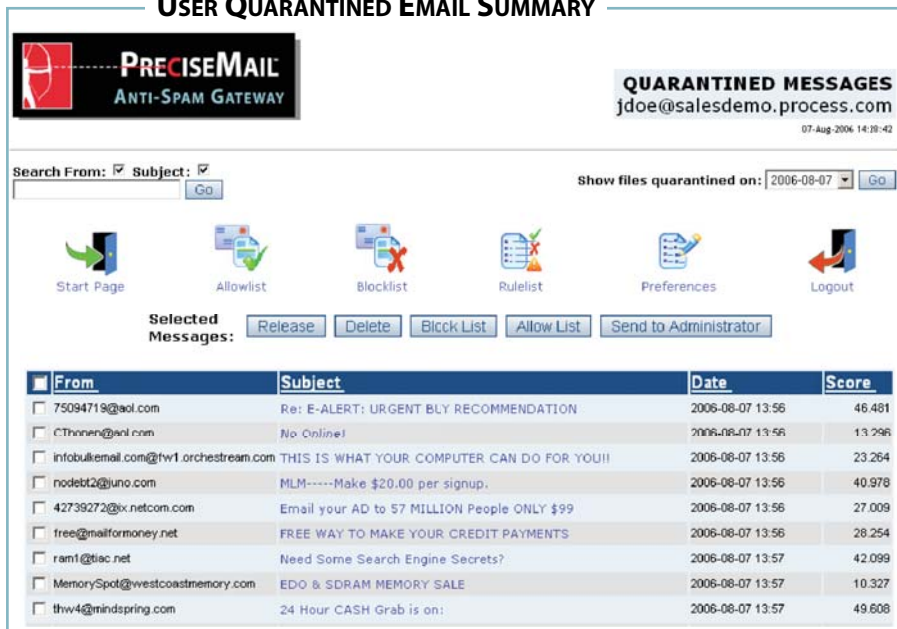 USER QUARANTINED EMAIL SUMMARY
PRECISEMAIL
ANTI-SPAM GATEWAY
QUARANTINED MESSAGES
jdoe@salesdemo.process.com
07-Aug-2006 14:18:42
Search From: Subject:
Go
Show files quarantined on: 2006-08-07 Go
Start Page Allowlist Blocklist Rulelist Preferences Logout
Selected Messages: Release Delete Block List Allow List Send to Administrator
From Subject Date Score
75094719@aol.com Re: E-ALERT: URGENT BUY RECOMMENDATION 2006-08-07 13:56 46.481
CThonen@aol.com No Online! 2006-08-07 13:56 13.296
infobulkemail.com@fw1.orchestream.com THIS IS WHAT YOUR COMPUTER CAN DO FOR YOU!! 2006-08-07 13:56 23.264
nodebt2@juno.com MLM-----Make $20.00 per signup. 2006-08-07 13:56 40.978
42739272@ix.netcom.com Email your AD to 57 MILLION People ONLY $99 2006-08-07 13:56 27.009
free@mailformoney.net FREE WAY TO MAKE YOUR CREDIT PAYMENTS 2006-08-07 13:56 28.254
ram1@tiac.net Need Some Search Engine Secrets? 2006-08-07 13:57 42.099
MemorySpot@westcoastmemory.com EDO & SDRAM MEMORY SALE 2006-08-07 13:57 10.327
thw4@mindspring.com 24 Hour CASH Grab is on: 2006-08-07 13:57 49.608